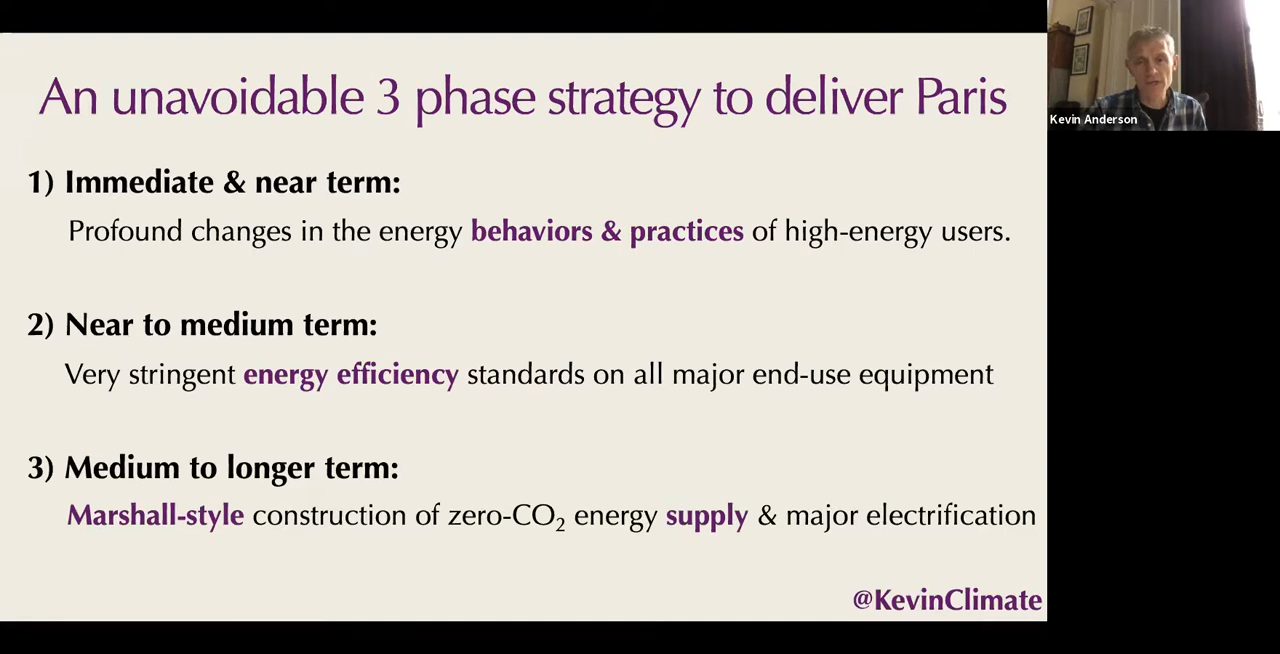 An unavoidable 3 phase strategy to deliver Paris
Kevin Anderson
1) Immediate & near term:
Profound changes in the energy behaviors & practices of high-energy users.
2) Near to medium term:
Very stringent energy efficiency standards on all major end-use equipment
3) Medium to longer term:
Marshall-style construction of zero-CO₂ energy supply & major electrification
@KevinClimate